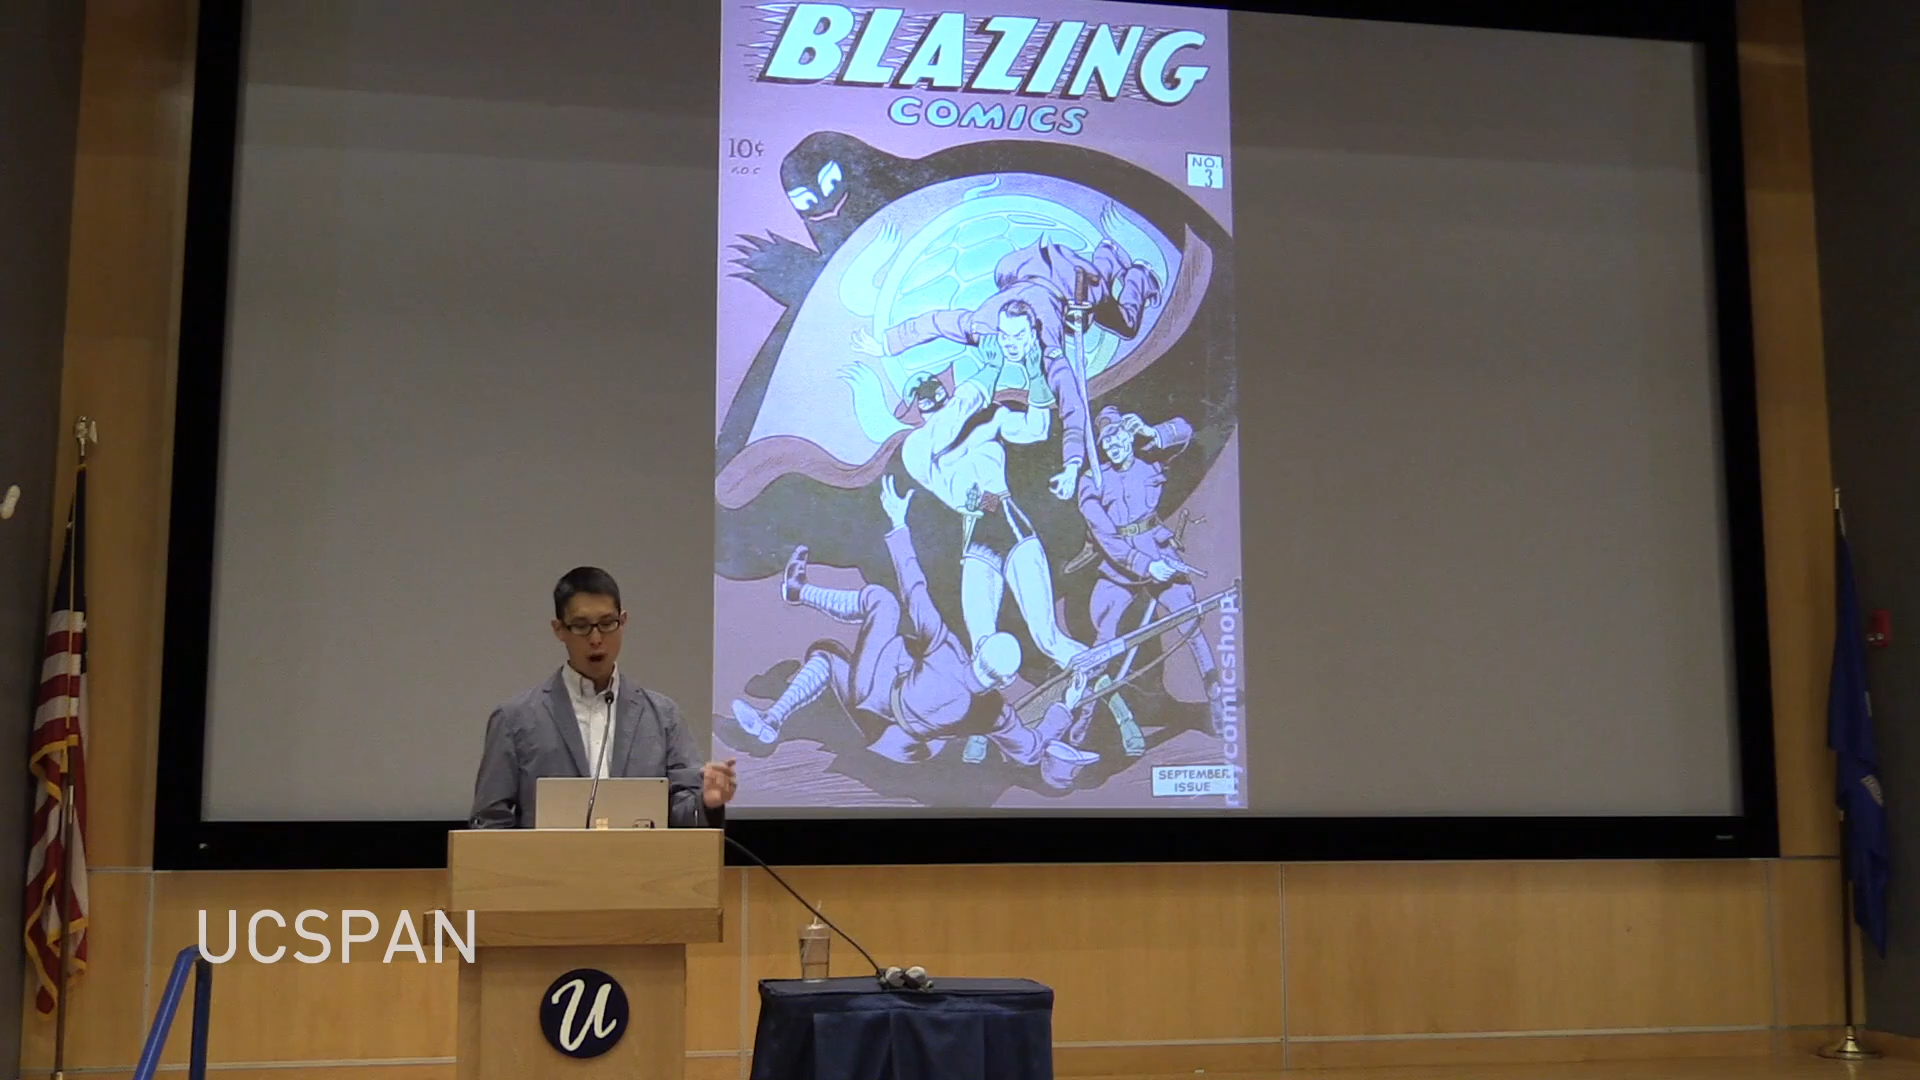 BLAZING
COMICS
10¢
NO.
3
mycomicshop
SEPTEMBER
ISSUE
UCSPAN
U